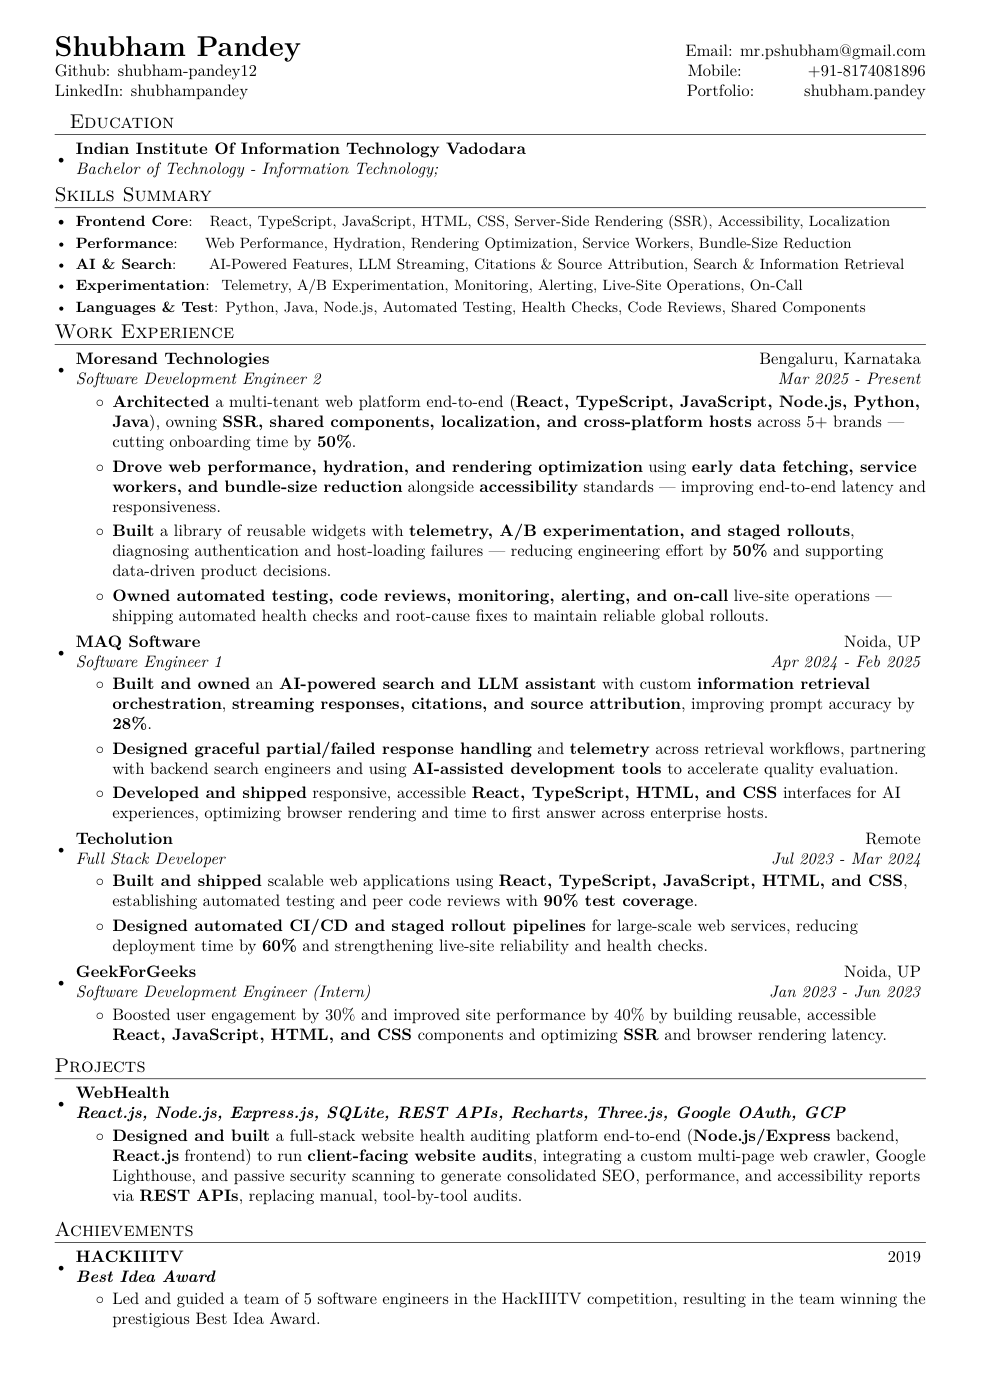 Shubham Pandey
Email: mr.pshubham@gmail.com
Github: shubham-pandey12
Mobile: +91-8174081896
LinkedIn: shubhampandey
Portfolio: shubham.pandey
Education
• Indian Institute Of Information Technology Vadodara
Bachelor of Technology - Information Technology;
Skills Summary
• Frontend Core: React, TypeScript, JavaScript, HTML, CSS, Server-Side Rendering (SSR), Accessibility, Localization
• Performance: Web Performance, Hydration, Rendering Optimization, Service Workers, Bundle-Size Reduction
• AI & Search: AI-Powered Features, LLM Streaming, Citations & Source Attribution, Search & Information Retrieval
• Experimentation: Telemetry, A/B Experimentation, Monitoring, Alerting, Live-Site Operations, On-Call
• Languages & Test: Python, Java, Node.js, Automated Testing, Health Checks, Code Reviews, Shared Components
Work Experience
• Moresand Technologies Bengaluru, Karnataka
Software Development Engineer 2 Mar 2025 - Present
◦ Architected a multi-tenant web platform end-to-end (React, TypeScript, JavaScript, Node.js, Python,
Java), owning SSR, shared components, localization, and cross-platform hosts across 5+ brands —
cutting onboarding time by 50%.
◦ Drove web performance, hydration, and rendering optimization using early data fetching, service
workers, and bundle-size reduction alongside accessibility standards — improving end-to-end latency and
responsiveness.
◦ Built a library of reusable widgets with telemetry, A/B experimentation, and staged rollouts,
diagnosing authentication and host-loading failures — reducing engineering effort by 50% and supporting
data-driven product decisions.
◦ Owned automated testing, code reviews, monitoring, alerting, and on-call live-site operations —
shipping automated health checks and root-cause fixes to maintain reliable global rollouts.
• MAQ Software Noida, UP
Software Engineer 1 Apr 2024 - Feb 2025
◦ Built and owned an AI-powered search and LLM assistant with custom information retrieval
orchestration, streaming responses, citations, and source attribution, improving prompt accuracy by
28%.
◦ Designed graceful partial/failed response handling and telemetry across retrieval workflows, partnering
with backend search engineers and using AI-assisted development tools to accelerate quality evaluation.
◦ Developed and shipped responsive, accessible React, TypeScript, HTML, and CSS interfaces for AI
experiences, optimizing browser rendering and time to first answer across enterprise hosts.
• Techolution Remote
Full Stack Developer Jul 2023 - Mar 2024
◦ Built and shipped scalable web applications using React, TypeScript, JavaScript, HTML, and CSS,
establishing automated testing and peer code reviews with 90% test coverage.
◦ Designed automated CI/CD and staged rollout pipelines for large-scale web services, reducing
deployment time by 60% and strengthening live-site reliability and health checks.
• GeekForGeeks Noida, UP
Software Development Engineer (Intern) Jan 2023 - Jun 2023
◦ Boosted user engagement by 30% and improved site performance by 40% by building reusable, accessible
React, JavaScript, HTML, and CSS components and optimizing SSR and browser rendering latency.
Projects
• WebHealth
React.js, Node.js, Express.js, SQLite, REST APIs, Recharts, Three.js, Google OAuth, GCP
◦ Designed and built a full-stack website health auditing platform end-to-end (Node.js/Express backend,
React.js frontend) to run client-facing website audits, integrating a custom multi-page web crawler, Google
Lighthouse, and passive security scanning to generate consolidated SEO, performance, and accessibility reports
via REST APIs, replacing manual, tool-by-tool audits.
Achievements
• HACKIIITV 2019
Best Idea Award
◦ Led and guided a team of 5 software engineers in the HackIIITV competition, resulting in the team winning the
prestigious Best Idea Award.